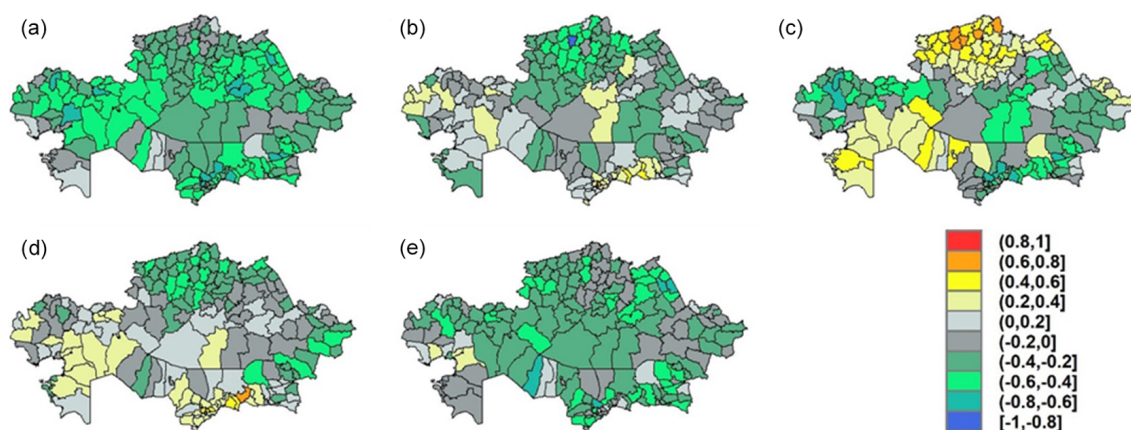 (a)
(b)
(c)
(d)
(e)
(0.8,1]
(0.6,0.8]
(0.4,0.6]
(0.2,0.4]
(0,0.2]
(-0.2,0]
(-0.4,-0.2]
(-0.6,-0.4]
(-0.8,-0.6]
[-1,-0.8]